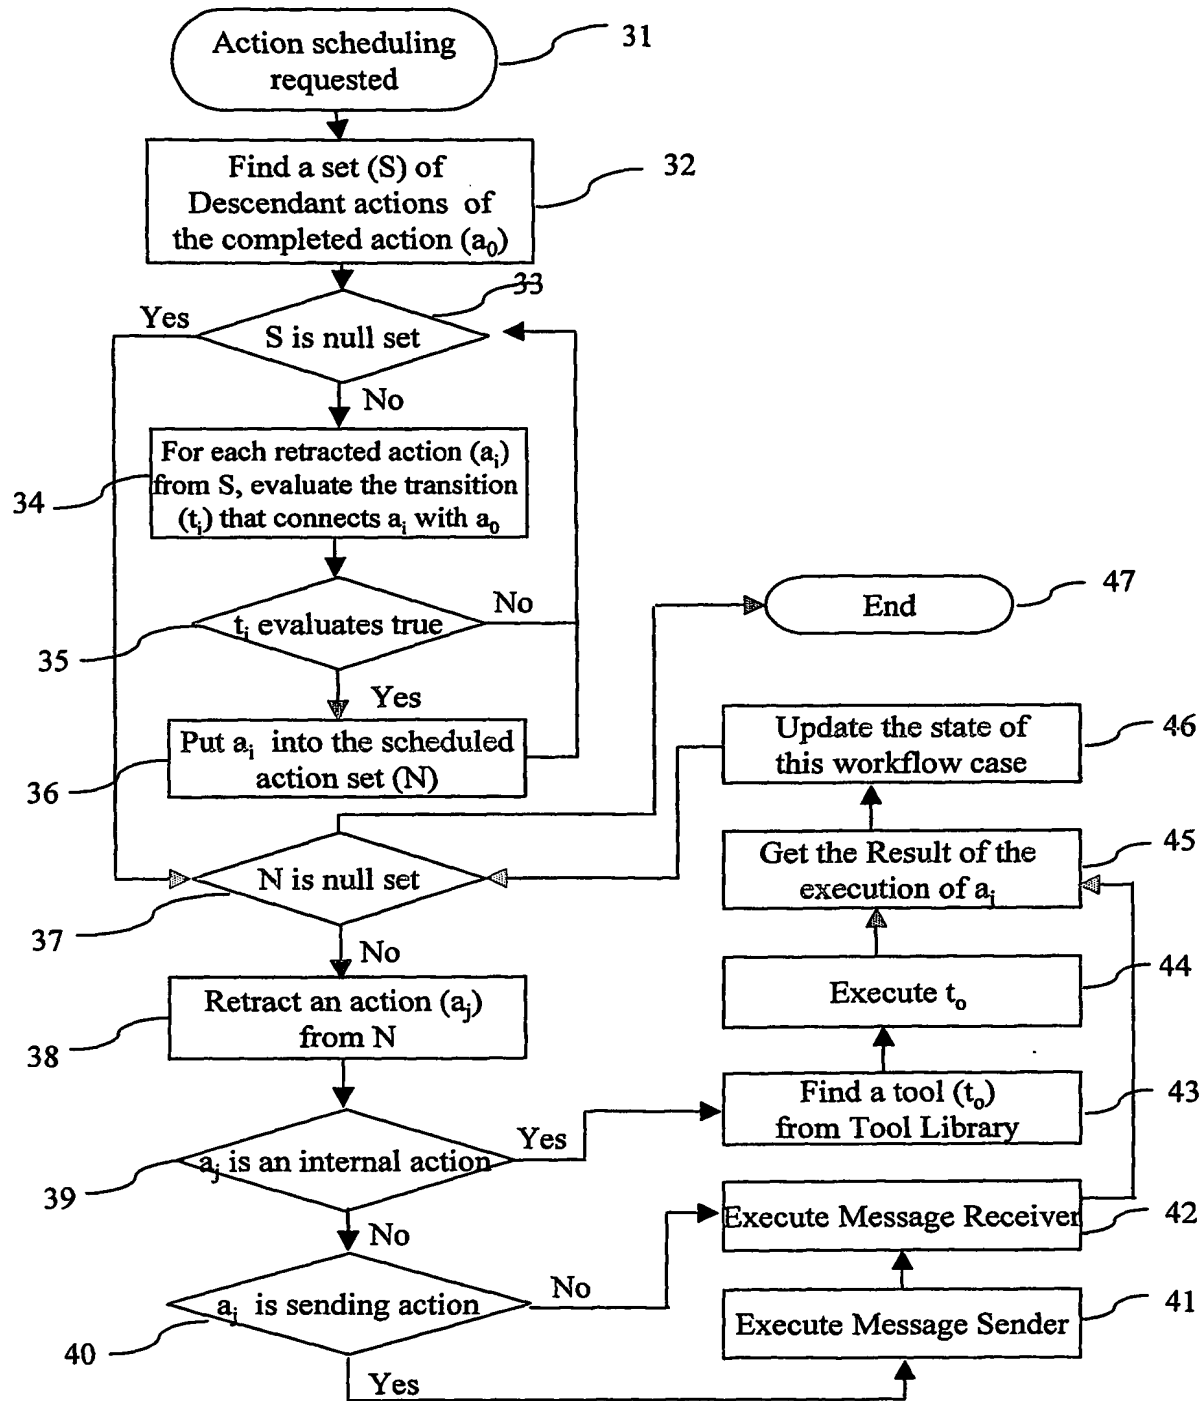 Action scheduling
requested
31
Find a set (S) of
Descendant actions of
the completed action (a0)
32
33
Yes
S is null set
No
For each retracted action (ai)
from S, evaluate the transition
(ti) that connects ai with a0
34
ti evaluates true
No
35
Yes
Put ai into the scheduled
action set (N)
36
N is null set
37
No
Retract an action (aj)
from N
38
aj is an internal action
Yes
39
No
aj is sending action
No
40
Yes
End
47
Update the state of
this workflow case
46
Get the Result of the
execution of aj
45
Execute to
44
Find a tool (to)
from Tool Library
43
Execute Message Receiver
42
Execute Message Sender
41